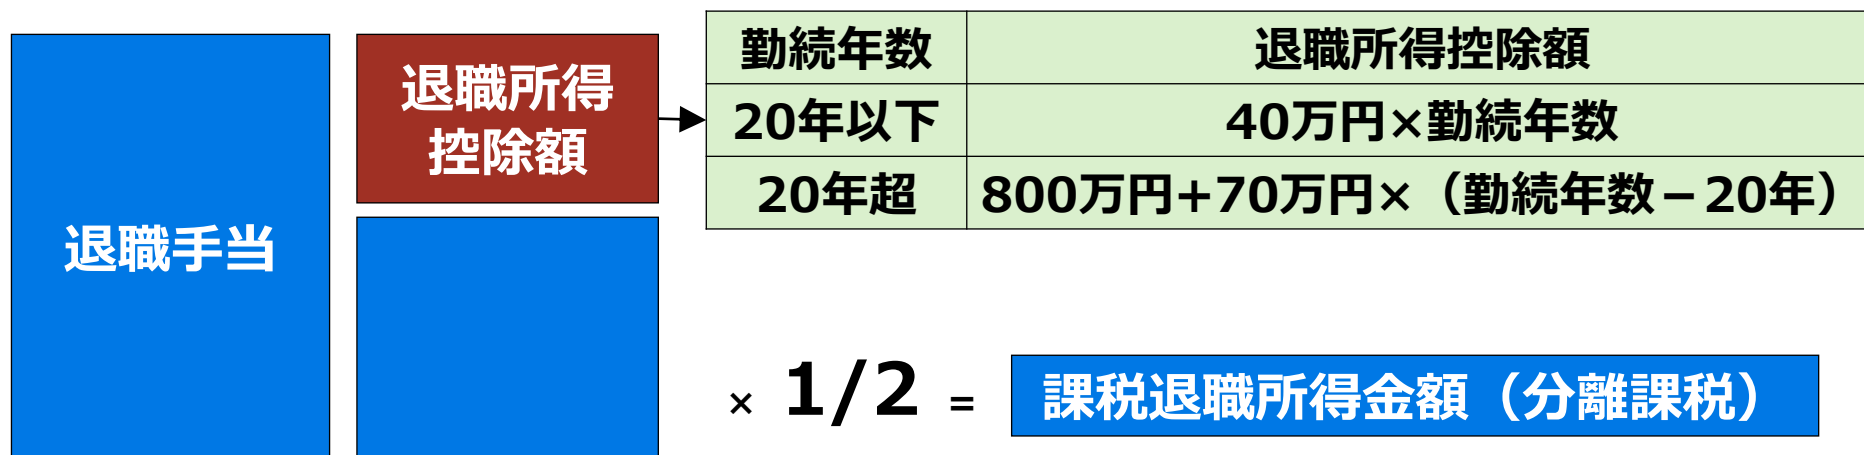 退職手当
退職所得
控除額
勤続年数 退職所得控除額
20年以下 40万円×勤続年数
20年超 800万円+70万円×（勤続年数－20年）
× 1/2 = 課税退職所得金額（分離課税）